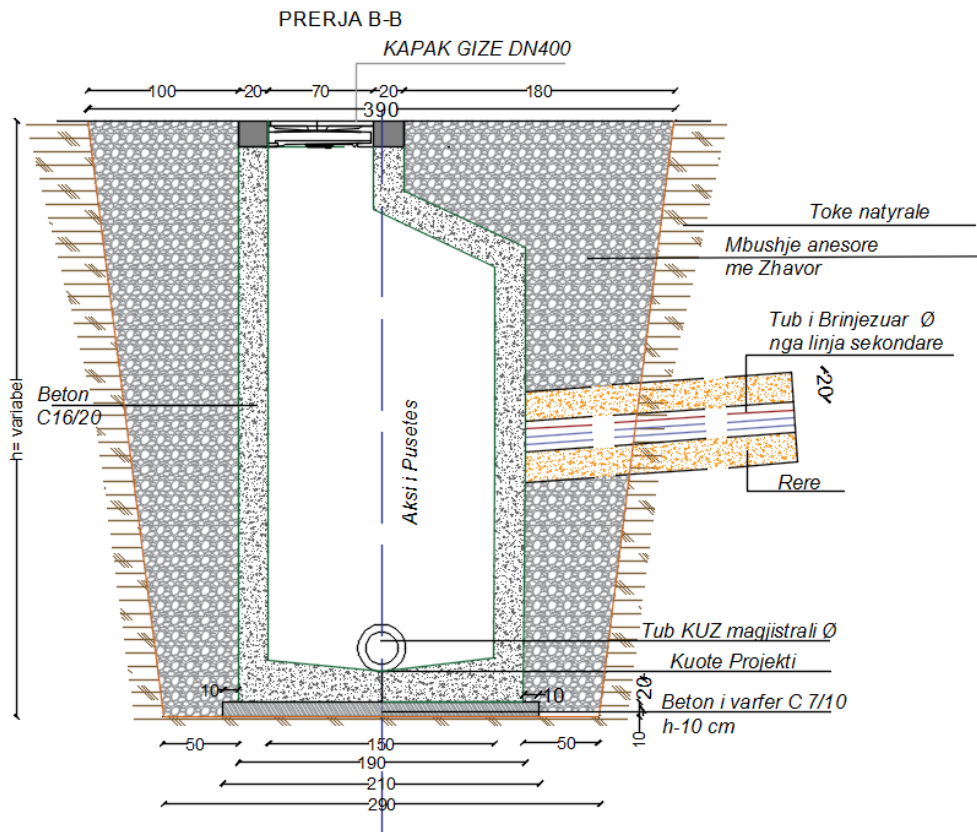 PRERJA B-B
KAPAK GIZE DN400
100
20
70
20
180
390
Toke natyrale
Mbushje anesore
me Zhavor
Tub i Brinjezuar Ø
nga linja sekondare
20
Beton
C16/20
h= variabel
Aksi i Pusetes
Rere
Tub KUZ magjistrali Ø
Kuote Projekti
10
10
20
Beton i varfer C 7/10
h-10 cm
10
50
150
50
190
210
290